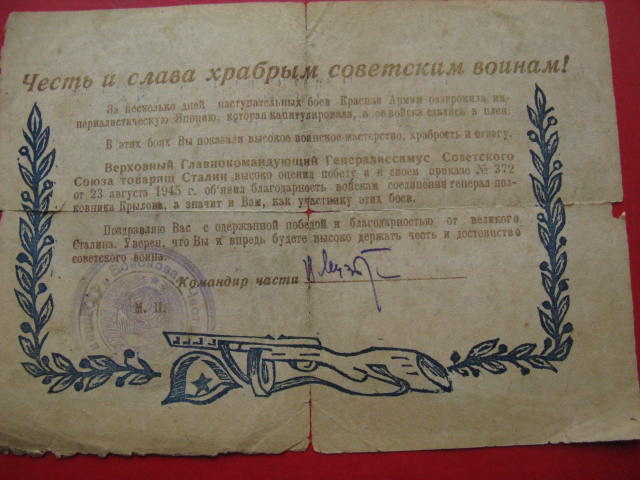 Честь и слава храбрым советским воинам!
За несколько дней наступательных боев Красная Армия разгромила им-
периалистическую Японию, которая капитулировала, а ее войска сдались в плен.
В этих боях Вы показали высокое воинское мастерство, храбрость и отвагу.
Верховный Главнокомандующий Генералиссимус Советского
Союза товарищ Сталин высоко оценил победу и в своем приказе № 372
от 23 августа 1945 г. об'явил благодарность войскам соединения генерал-пол-
ковника Крылова, а значит и Вам, как участнику этих боев.
Поздравляю Вас с одержанной победой и благодарностью от великого
Сталина. Уверен, что Вы и впредь будете высоко держать честь и достоинство
советского воина.
Командир части
М. П.
Войсковая часть